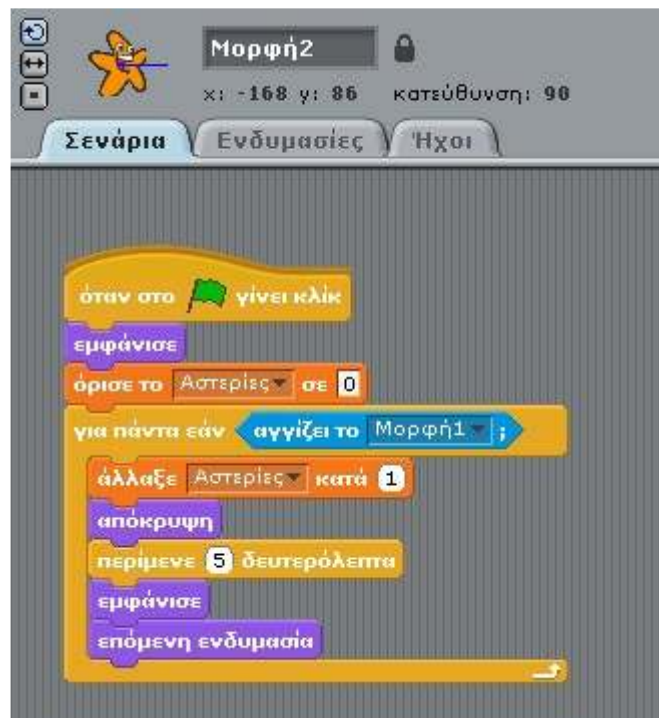 Μορφή2
x: -168 y: 86 κατεύθυνση: 90
Σενάρια Ενδυμασίες Ήχοι
όταν στο γίνει κλικ
εμφάνισε
όρισε το Αστερίες σε 0
για πάντα εάν αγγίζει το Μορφή1 ;
άλλαξε Αστερίες κατά 1
απόκρυψη
περίμενε 5 δευτερόλεπτα
εμφάνισε
επόμενη ενδυμασία